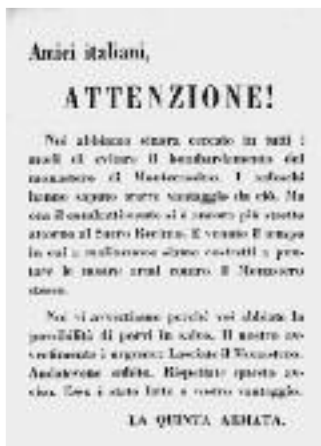 Amici italiani,
ATTENZIONE!
Noi abbiamo sinora cercato in tutti i
modi di evitare il bombardamento del
monastero di Montecassino. I tedeschi
hanno saputo trarre vantaggio da ciò. Ma
ora il combattimento si è ancora più stretto
attorno al Sacro Recinto. È venuto il tempo
in cui a malincuore siamo costretti a pun-
tare le nostre armi contro il Monastero
stesso.
Noi vi avvertiamo perchè voi abbiate la
possibilità di porvi in salvo. Il nostro av-
vertimento è urgente: Lasciate il Monastero.
Andatevene subito. Rispettate questo av-
viso. Esso è stato fatto a vostro vantaggio.
LA QUINTA ARMATA.